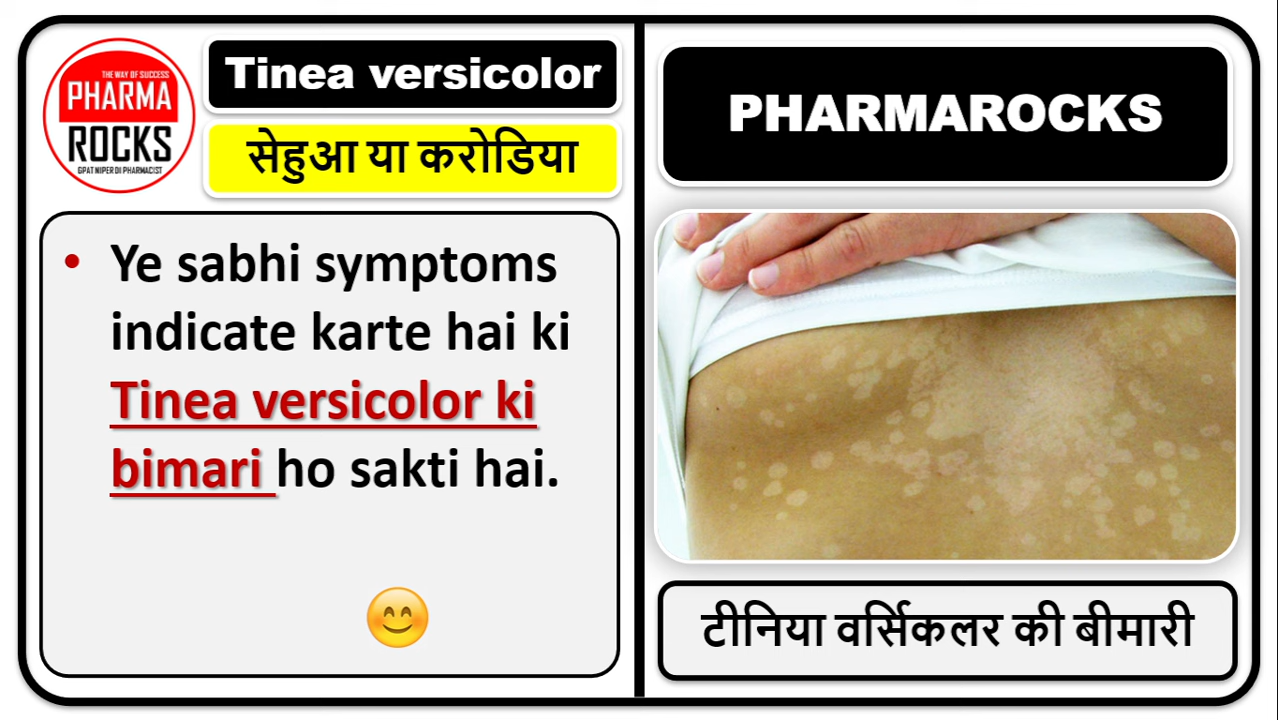 THE WAY OF SUCCESS
PHARMA
ROCKS
GPAT NIPER DI PHARMACIST
Tinea versicolor
सेहुआ या करोडिया
• Ye sabhi symptoms
indicate karte hai ki
Tinea versicolor ki
bimari ho sakti hai.
PHARMAROCKS
टीनिया वर्सिकलर की बीमारी